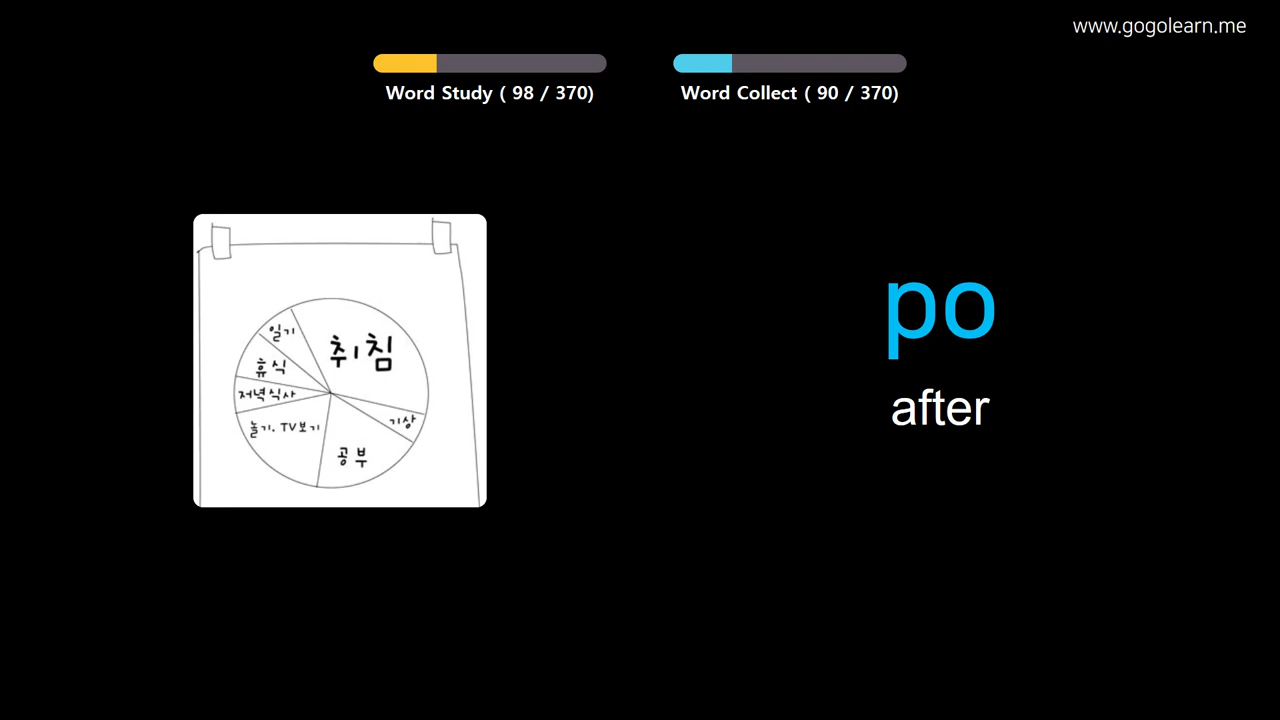 www.gogolearn.me
Word Study ( 98 / 370)
Word Collect ( 90 / 370)
일기
취침
휴식
저녁식사
기상
놀기. TV보기
공부
po
after